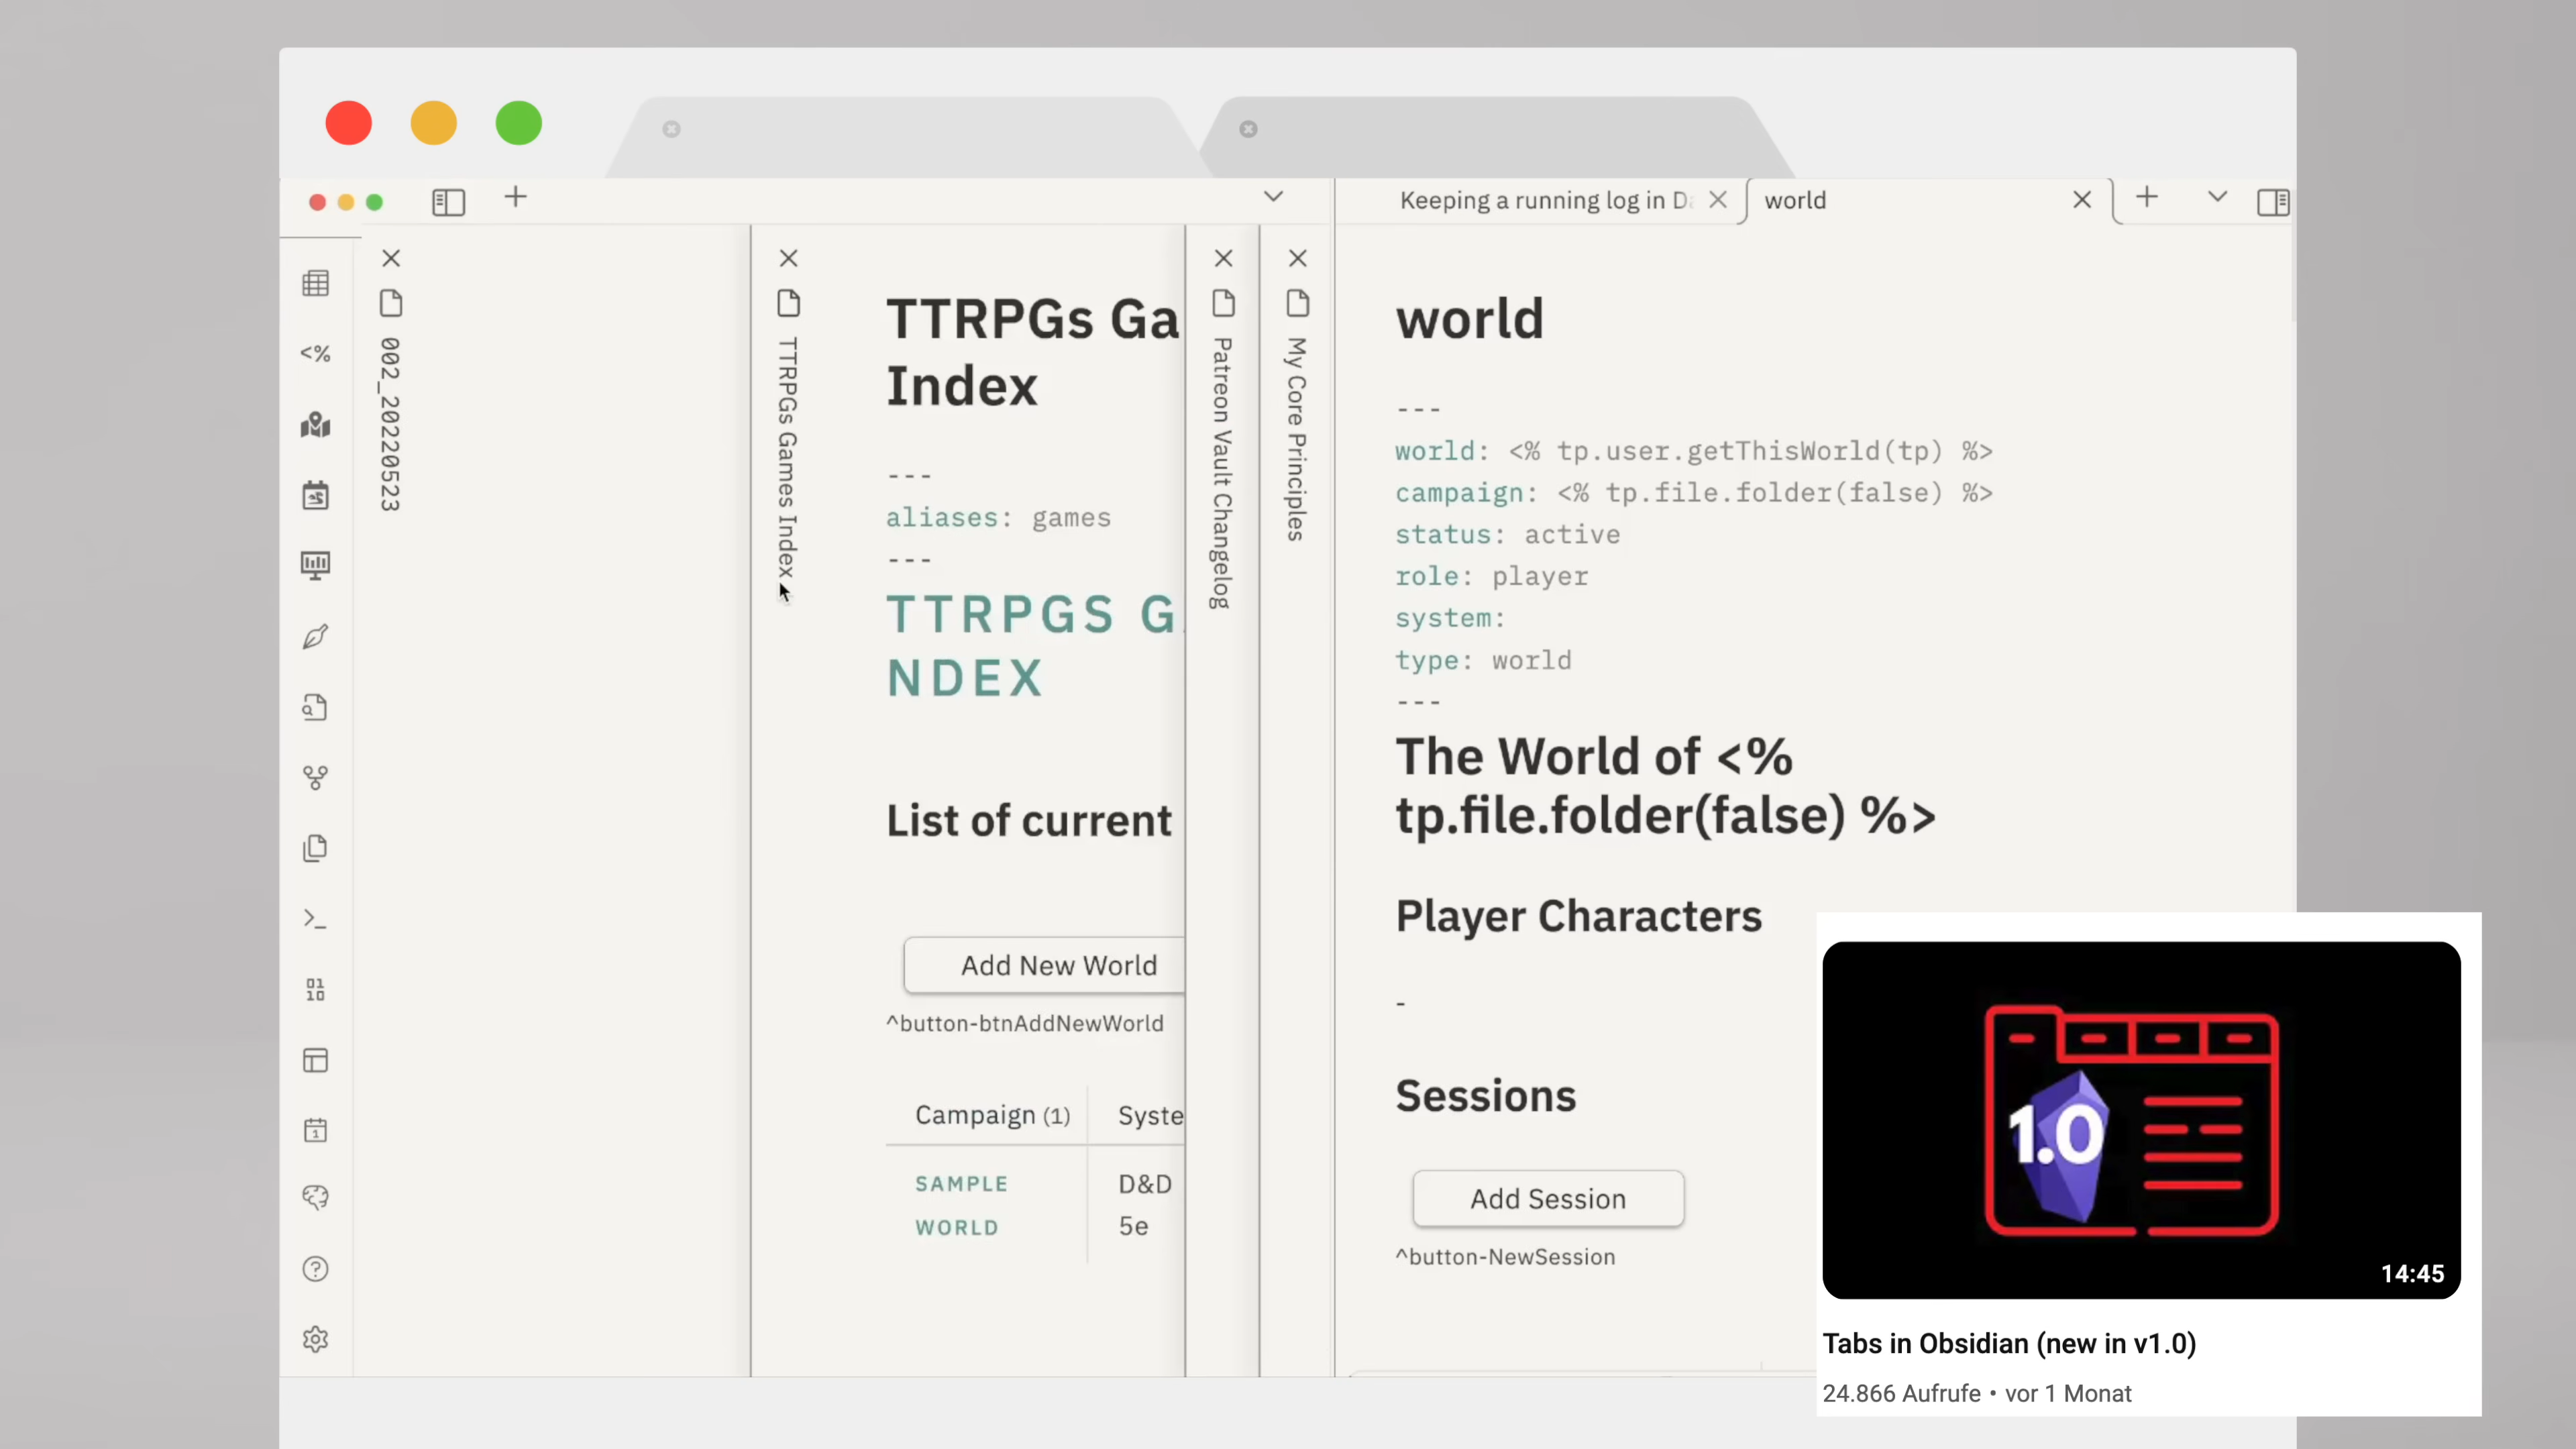 Keeping a running log in D
world
002_20220523
TTRPGs Games Index
TTRPGs Ga
Index
---
aliases: games
---
TTRPGS G
NDEX
List of current
Add New World
^button-btnAddNewWorld
Campaign (1)
Syste
SAMPLE
WORLD
D&D
5e
Patreon Vault Changelog
My Core Principles
world
---
world: <% tp.user.getThisWorld(tp) %>
campaign: <% tp.file.folder(false) %>
status: active
role: player
system:
type: world
---
The World of <%
tp.file.folder(false) %>
Player Characters
-
Sessions
Add Session
^button-NewSession
1.0
14:45
Tabs in Obsidian (new in v1.0)
24.866 Aufrufe • vor 1 Monat